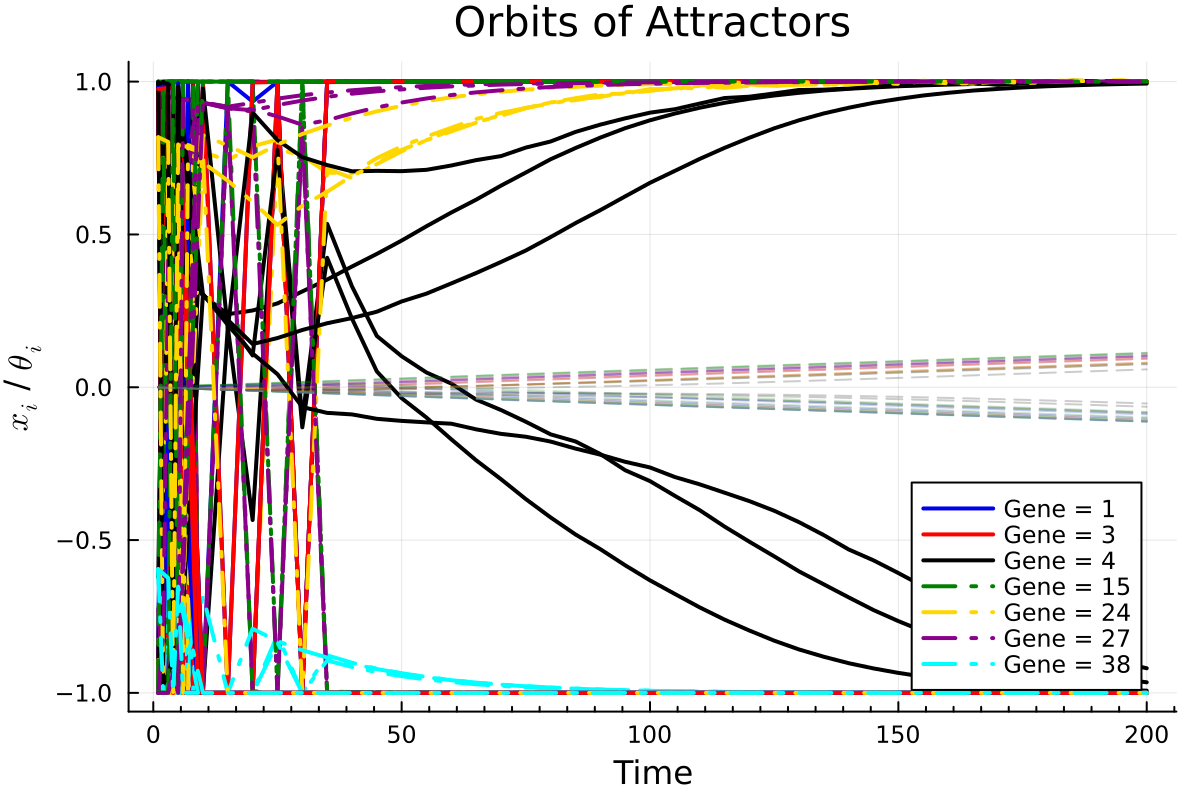 Orbits of Attractors
1.0
0.5
0.0
−0.5
−1.0
x_i / θ_i
Gene = 1
Gene = 3
Gene = 4
Gene = 15
Gene = 24
Gene = 27
Gene = 38
0 50 100 150 200
Time